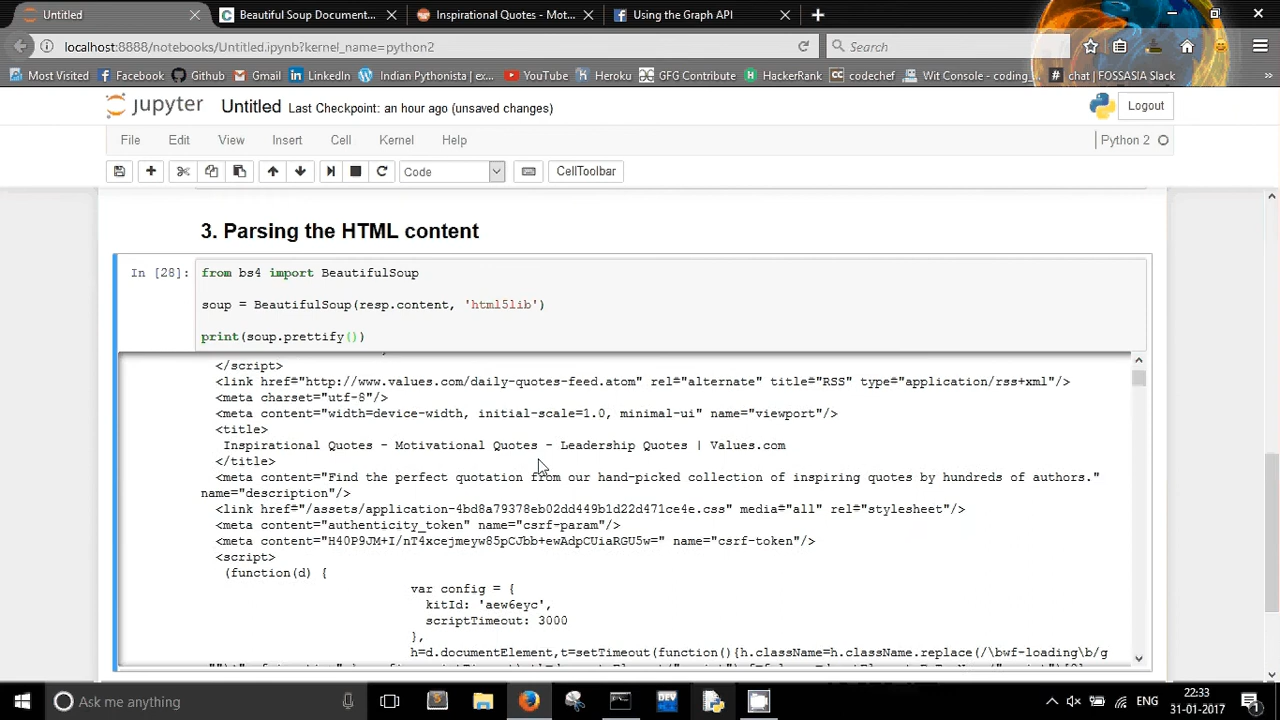 Untitled
Beautiful Soup Document...
Inspirational Quotes - Mot...
Using the Graph API
localhost:8888/notebooks/Untitled.ipynb?kernel_name=python2
Search
Most Visited
Facebook
Github
Gmail
LinkedIn
Indian Pythonista | ex...
YouTube
Heroku
GFG Contribute
HackerRank
codechef
Wit Console - coding_...
chat | FOSSASIA Slack
jupyter Untitled Last Checkpoint: an hour ago (unsaved changes)
Logout
File Edit View Insert Cell Kernel Help
Python 2
Code
CellToolbar
3. Parsing the HTML content
In [28]: from bs4 import BeautifulSoup
soup = BeautifulSoup(resp.content, 'html5lib')
print(soup.prettify())
</script>
<link href="http://www.values.com/daily-quotes-feed.atom" rel="alternate" title="RSS" type="application/rss+xml"/>
<meta charset="utf-8"/>
<meta content="width=device-width, initial-scale=1.0, minimal-ui" name="viewport"/>
<title>
Inspirational Quotes - Motivational Quotes - Leadership Quotes | Values.com
</title>
<meta content="Find the perfect quotation from our hand-picked collection of inspiring quotes by hundreds of authors."
name="description"/>
<link href="/assets/application-4bd8a79378eb02dd449b1d22d471ce4e.css" media="all" rel="stylesheet"/>
<meta content="authenticity_token" name="csrf-param"/>
<meta content="H40P9JM+I/nT4xcejmeyw85pCJbb+ewAdpCUiaRGU5w=" name="csrf-token"/>
<script>
(function(d) {
var config = {
kitId: 'aew6eyc',
scriptTimeout: 3000
},
h=d.documentElement,t=setTimeout(function(){h.className=h.className.replace(/\bwf-loading\b/g
Ask me anything
DEV
ENG
22:33
31-01-2017